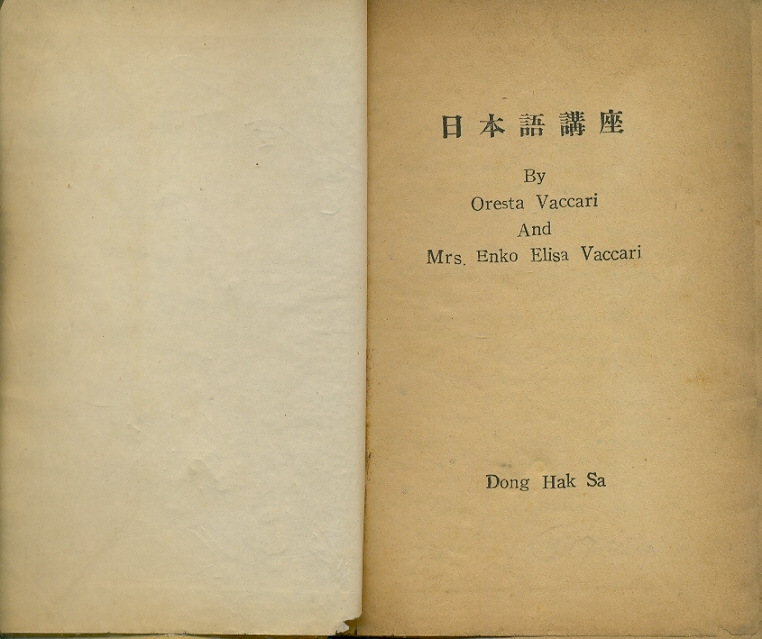 日本語講座
By
Oresta Vaccari
And
Mrs. Enko Elisa Vaccari
Dong Hak Sa